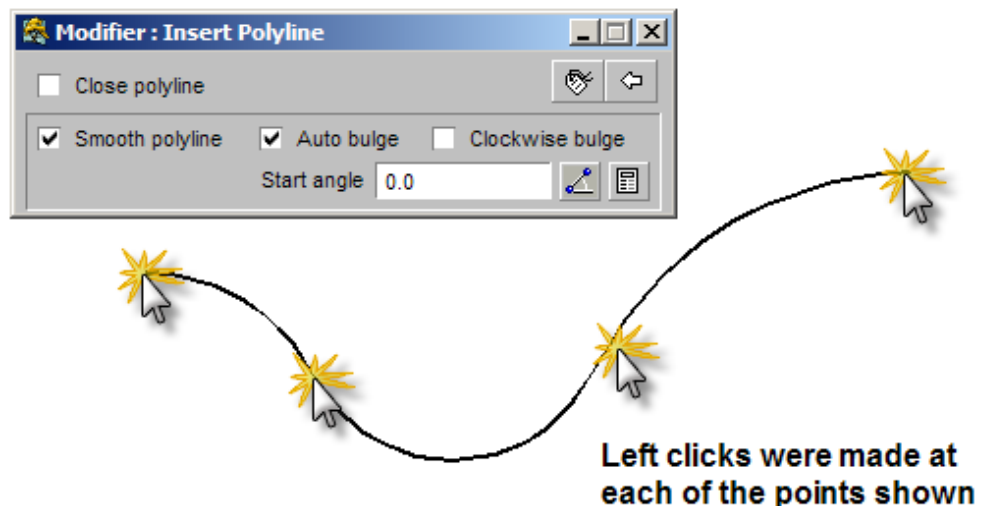 Modifier : Insert Polyline
Close polyline
Smooth polyline Auto bulge Clockwise bulge
Start angle 0.0
Left clicks were made at
each of the points shown